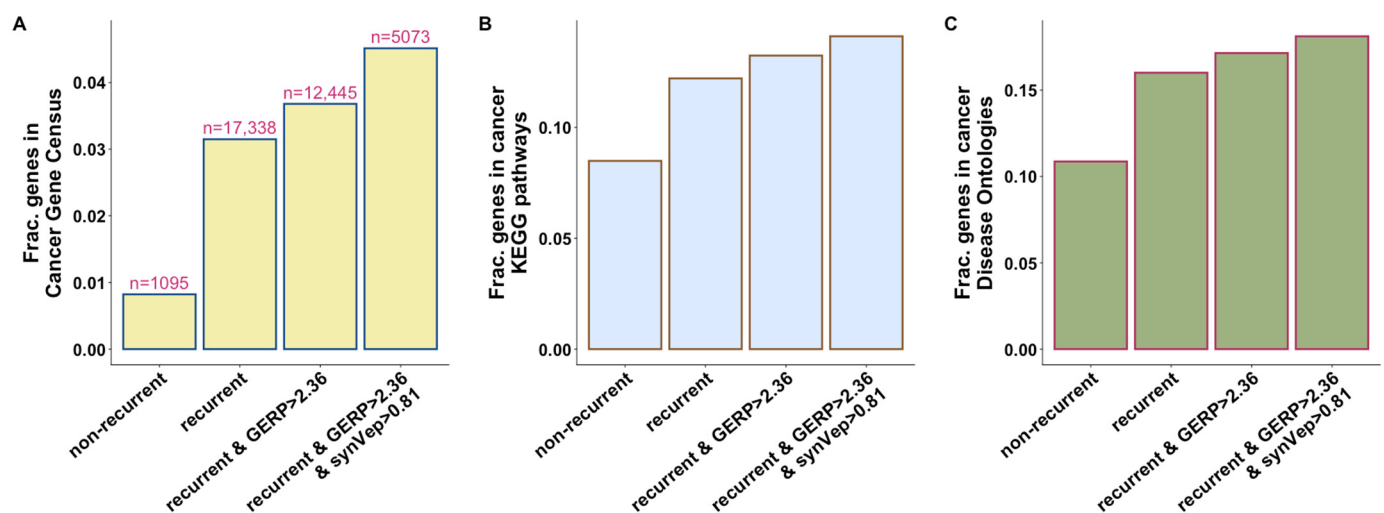 A
Frac. genes in
Cancer Gene Census
0.04
0.03
0.02
0.01
0.00
n=1095
n=17,338
n=12,445
n=5073
non-recurrent
recurrent
recurrent & GERP>2.36
recurrent & GERP>2.36
& synVep>0.81
B
Frac. genes in cancer
KEGG pathways
0.10
0.05
0.00
non-recurrent
recurrent
recurrent & GERP>2.36
recurrent & GERP>2.36
& synVep>0.81
C
Frac. genes in cancer
Disease Ontologies
0.15
0.10
0.05
0.00
non-recurrent
recurrent
recurrent & GERP>2.36
recurrent & GERP>2.36
& synVep>0.81